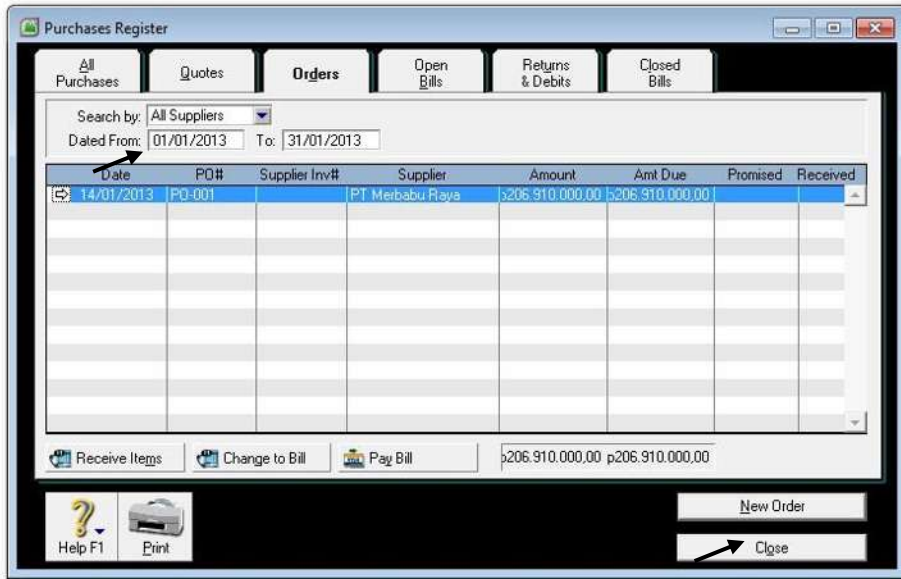 Purchases Register
All Purchases Quotes Orders Open Bills Returns & Debits Closed Bills
Search by: All Suppliers
Dated From: 01/01/2013 To: 31/01/2013
Date PO# Supplier Inv# Supplier Amount Amt Due Promised Received
14/01/2013 PO-001 PT Merbabu Raya p206.910.000,00 p206.910.000,00
Receive Items Change to Bill Pay Bill p206.910.000,00 p206.910.000,00
Help F1 Print New Order
Close